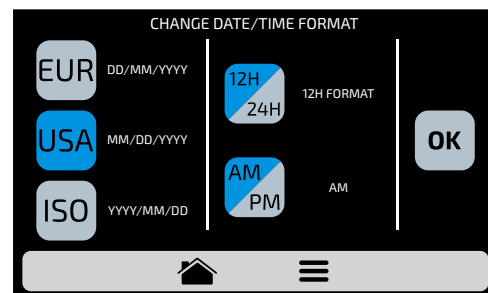 CHANGE DATE/TIME FORMAT
EUR DD/MM/YYYY
USA MM/DD/YYYY
ISO YYYY/MM/DD
12H
24H
12H FORMAT
AM
PM
AM
OK